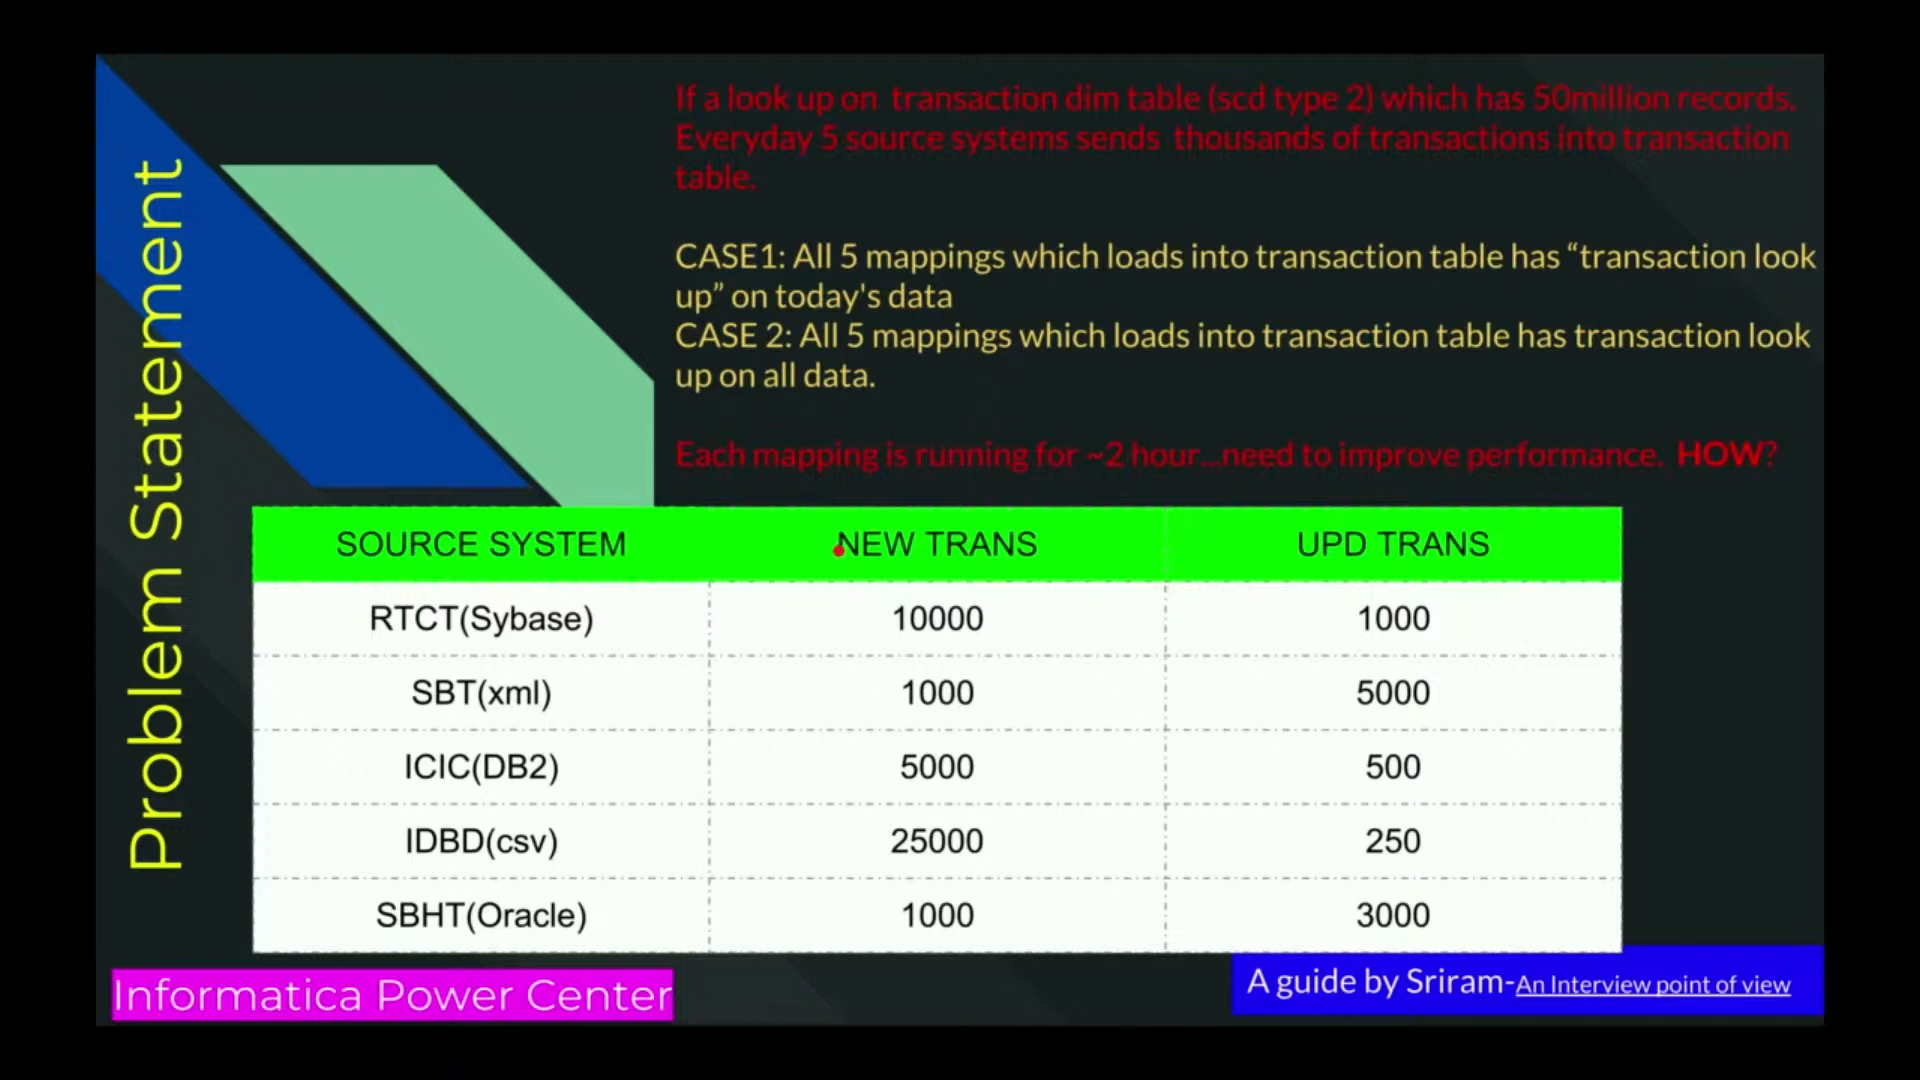 Problem Statement
If a look up on transaction dim table (scd type 2) which has 50million records.
Everyday 5 source systems sends thousands of transactions into transaction
table.
CASE1: All 5 mappings which loads into transaction table has “transaction look
up” on today's data
CASE 2: All 5 mappings which loads into transaction table has transaction look
up on all data.
Each mapping is running for ~2 hour...need to improve performance. HOW?
SOURCE SYSTEM NEW TRANS UPD TRANS
RTCT(Sybase) 10000 1000
SBT(xml) 1000 5000
ICIC(DB2) 5000 500
IDBD(csv) 25000 250
SBHT(Oracle) 1000 3000
Informatica Power Center
A guide by Sriram-An Interview point of view